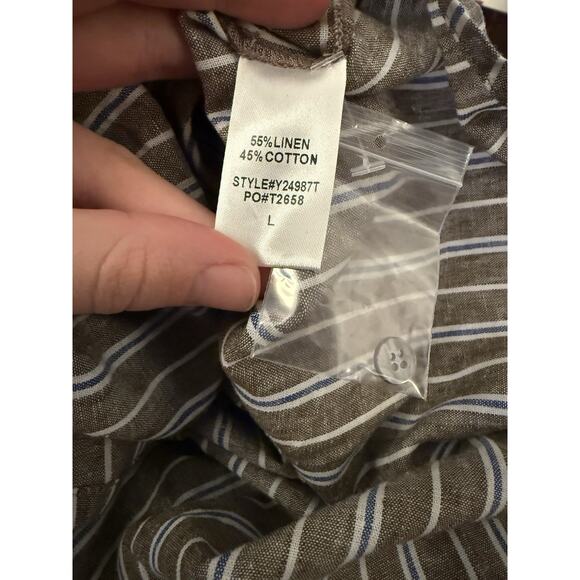 55%LINEN
45%COTTON
STYLE#Y24987T
PO#T2658
L